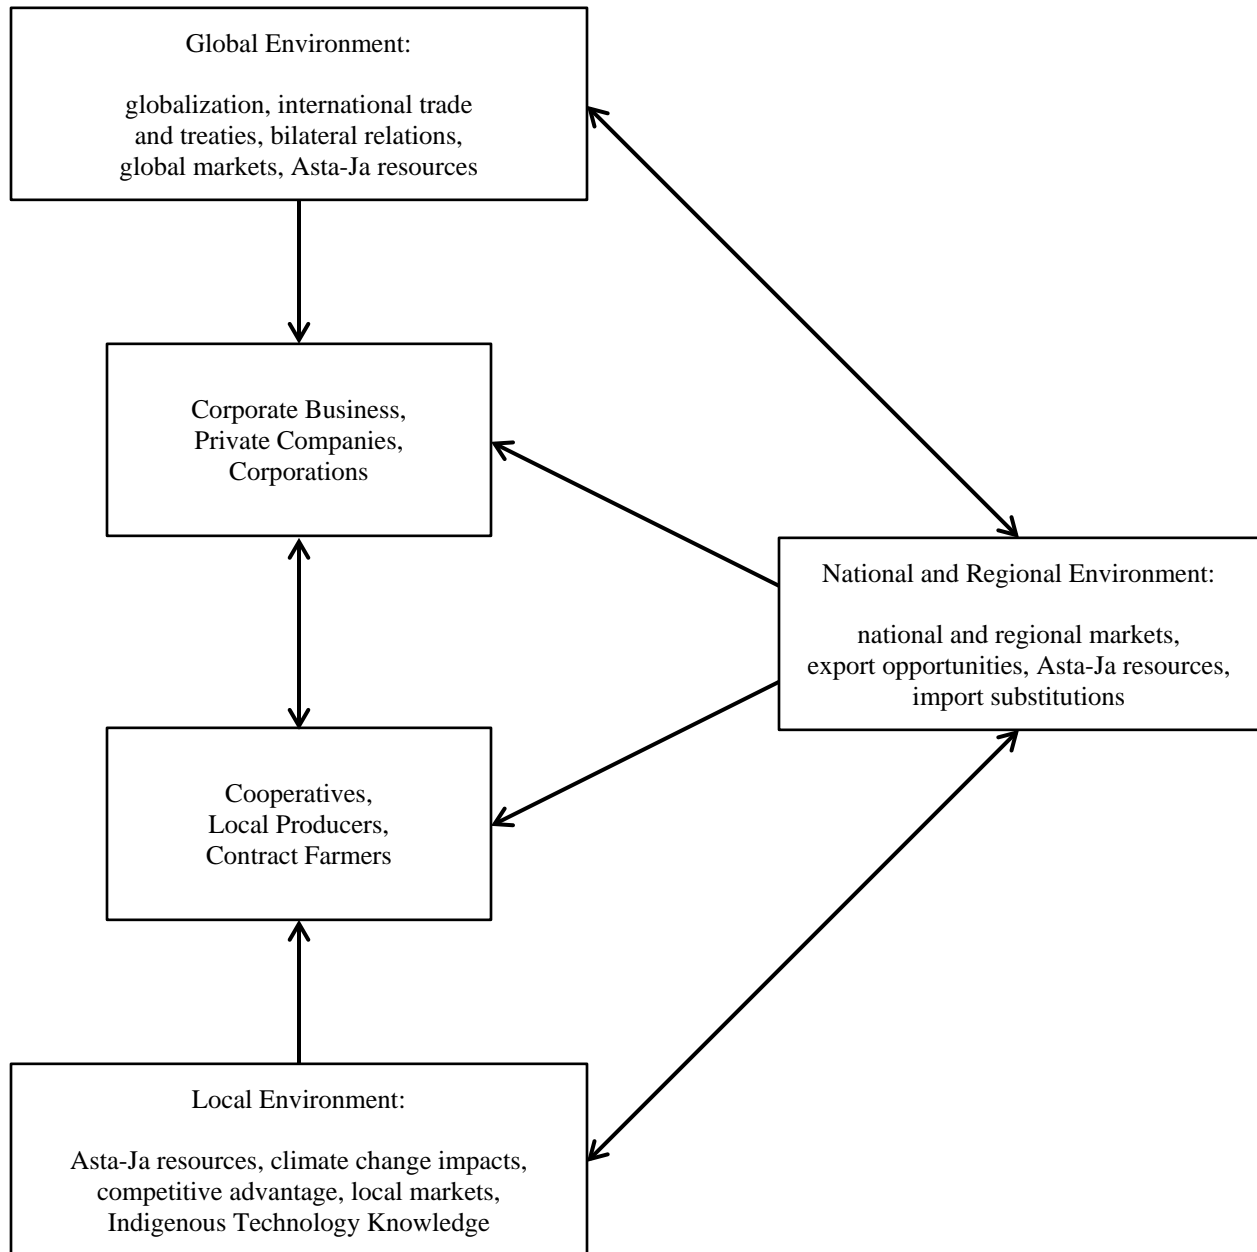 Global Environment:
globalization, international trade
and treaties, bilateral relations,
global markets, Asta-Ja resources
Corporate Business,
Private Companies,
Corporations
National and Regional Environment:
national and regional markets,
export opportunities, Asta-Ja resources,
import substitutions
Cooperatives,
Local Producers,
Contract Farmers
Local Environment:
Asta-Ja resources, climate change impacts,
competitive advantage, local markets,
Indigenous Technology Knowledge